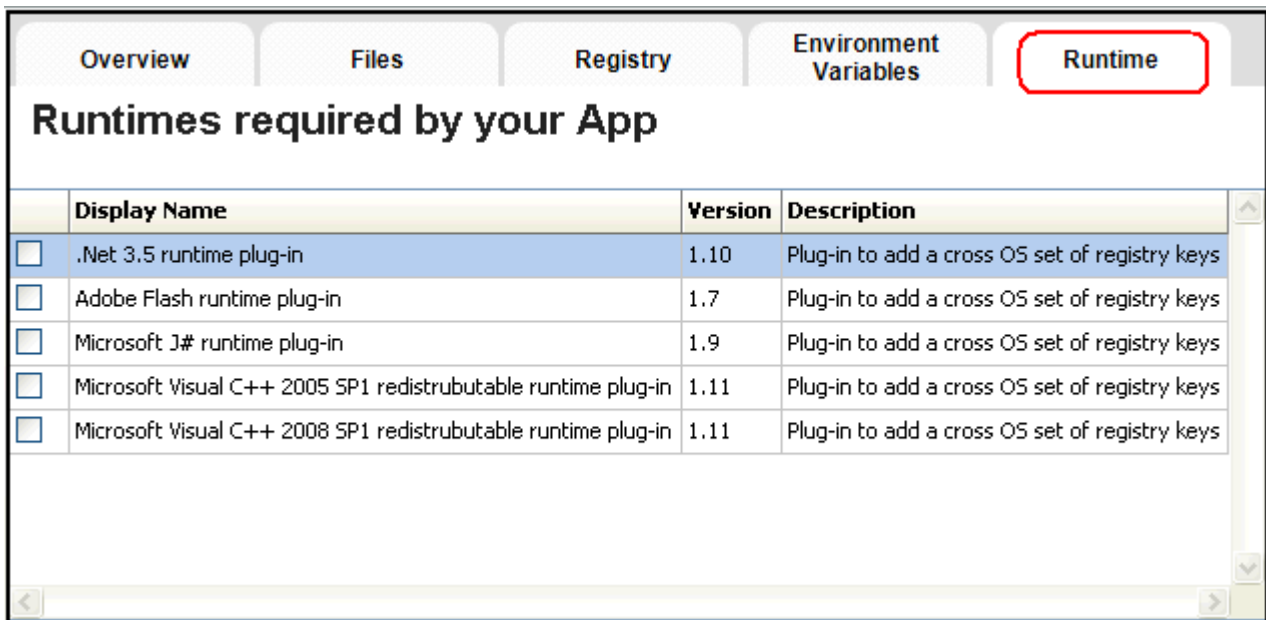 Overview Files Registry Environment Variables Runtime
Runtimes required by your App
Display Name Version Description
.Net 3.5 runtime plug-in 1.10 Plug-in to add a cross OS set of registry keys
Adobe Flash runtime plug-in 1.7 Plug-in to add a cross OS set of registry keys
Microsoft J# runtime plug-in 1.9 Plug-in to add a cross OS set of registry keys
Microsoft Visual C++ 2005 SP1 redistrubutable runtime plug-in 1.11 Plug-in to add a cross OS set of registry keys
Microsoft Visual C++ 2008 SP1 redistrubutable runtime plug-in 1.11 Plug-in to add a cross OS set of registry keys